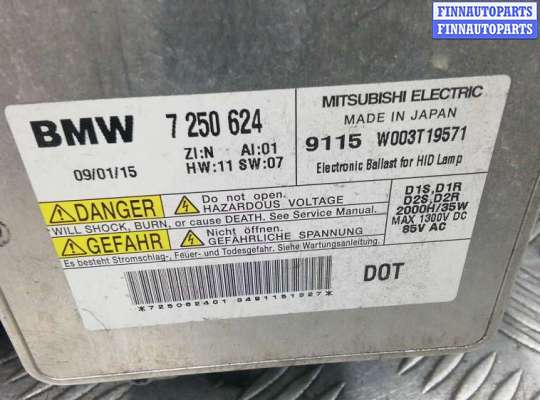 FINNAUTOPARTS
FINNAUTOPARTS
FINNAUTOPARTS
BMW 7 250 624
ZI:N AI:01
09/01/15 HW:11 SW:07
MITSUBISHI ELECTRIC
MADE IN JAPAN
9115 W003T19571
Electronic Ballast for HID Lamp
DANGER Do not open.
HAZARDOUS VOLTAGE
WILL SHOCK, BURN, or cause DEATH. See Service Manual.
GEFAHR Nicht öffnen.
GEFÄHRLICHE SPANNUNG
Es besteht Stromschlag-, Feuer- und Todesgefahr. Siehe Wartungsanleitung.
D1S,D1R
D2S,D2R
2000H/35W
MAX 1300V DC
85V AC
DOT